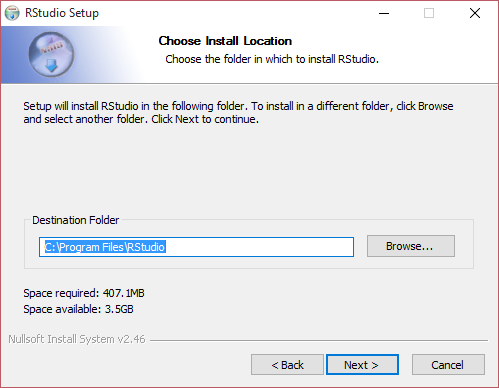 RStudio Setup
Choose Install Location
Choose the folder in which to install RStudio.
Setup will install RStudio in the following folder. To install in a different folder, click Browse
and select another folder. Click Next to continue.
Destination Folder
C:\Program Files\RStudio
Browse...
Space required: 407.1MB
Space available: 3.5GB
Nullsoft Install System v2.46
< Back
Next >
Cancel